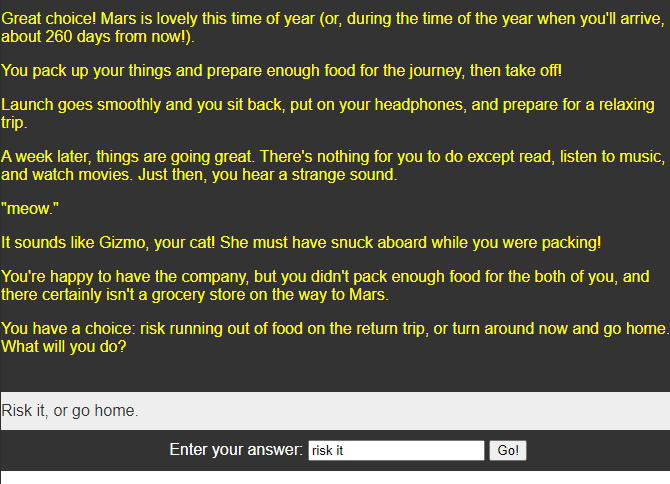 Great choice! Mars is lovely this time of year (or, during the time of the year when you'll arrive,
about 260 days from now!).
You pack up your things and prepare enough food for the journey, then take off!
Launch goes smoothly and you sit back, put on your headphones, and prepare for a relaxing
trip.
A week later, things are going great. There's nothing for you to do except read, listen to music,
and watch movies. Just then, you hear a strange sound.
"meow."
It sounds like Gizmo, your cat! She must have snuck aboard while you were packing!
You're happy to have the company, but you didn't pack enough food for the both of you, and
there certainly isn't a grocery store on the way to Mars.
You have a choice: risk running out of food on the return trip, or turn around now and go home.
What will you do?
Risk it, or go home.
Enter your answer: risk it Go!